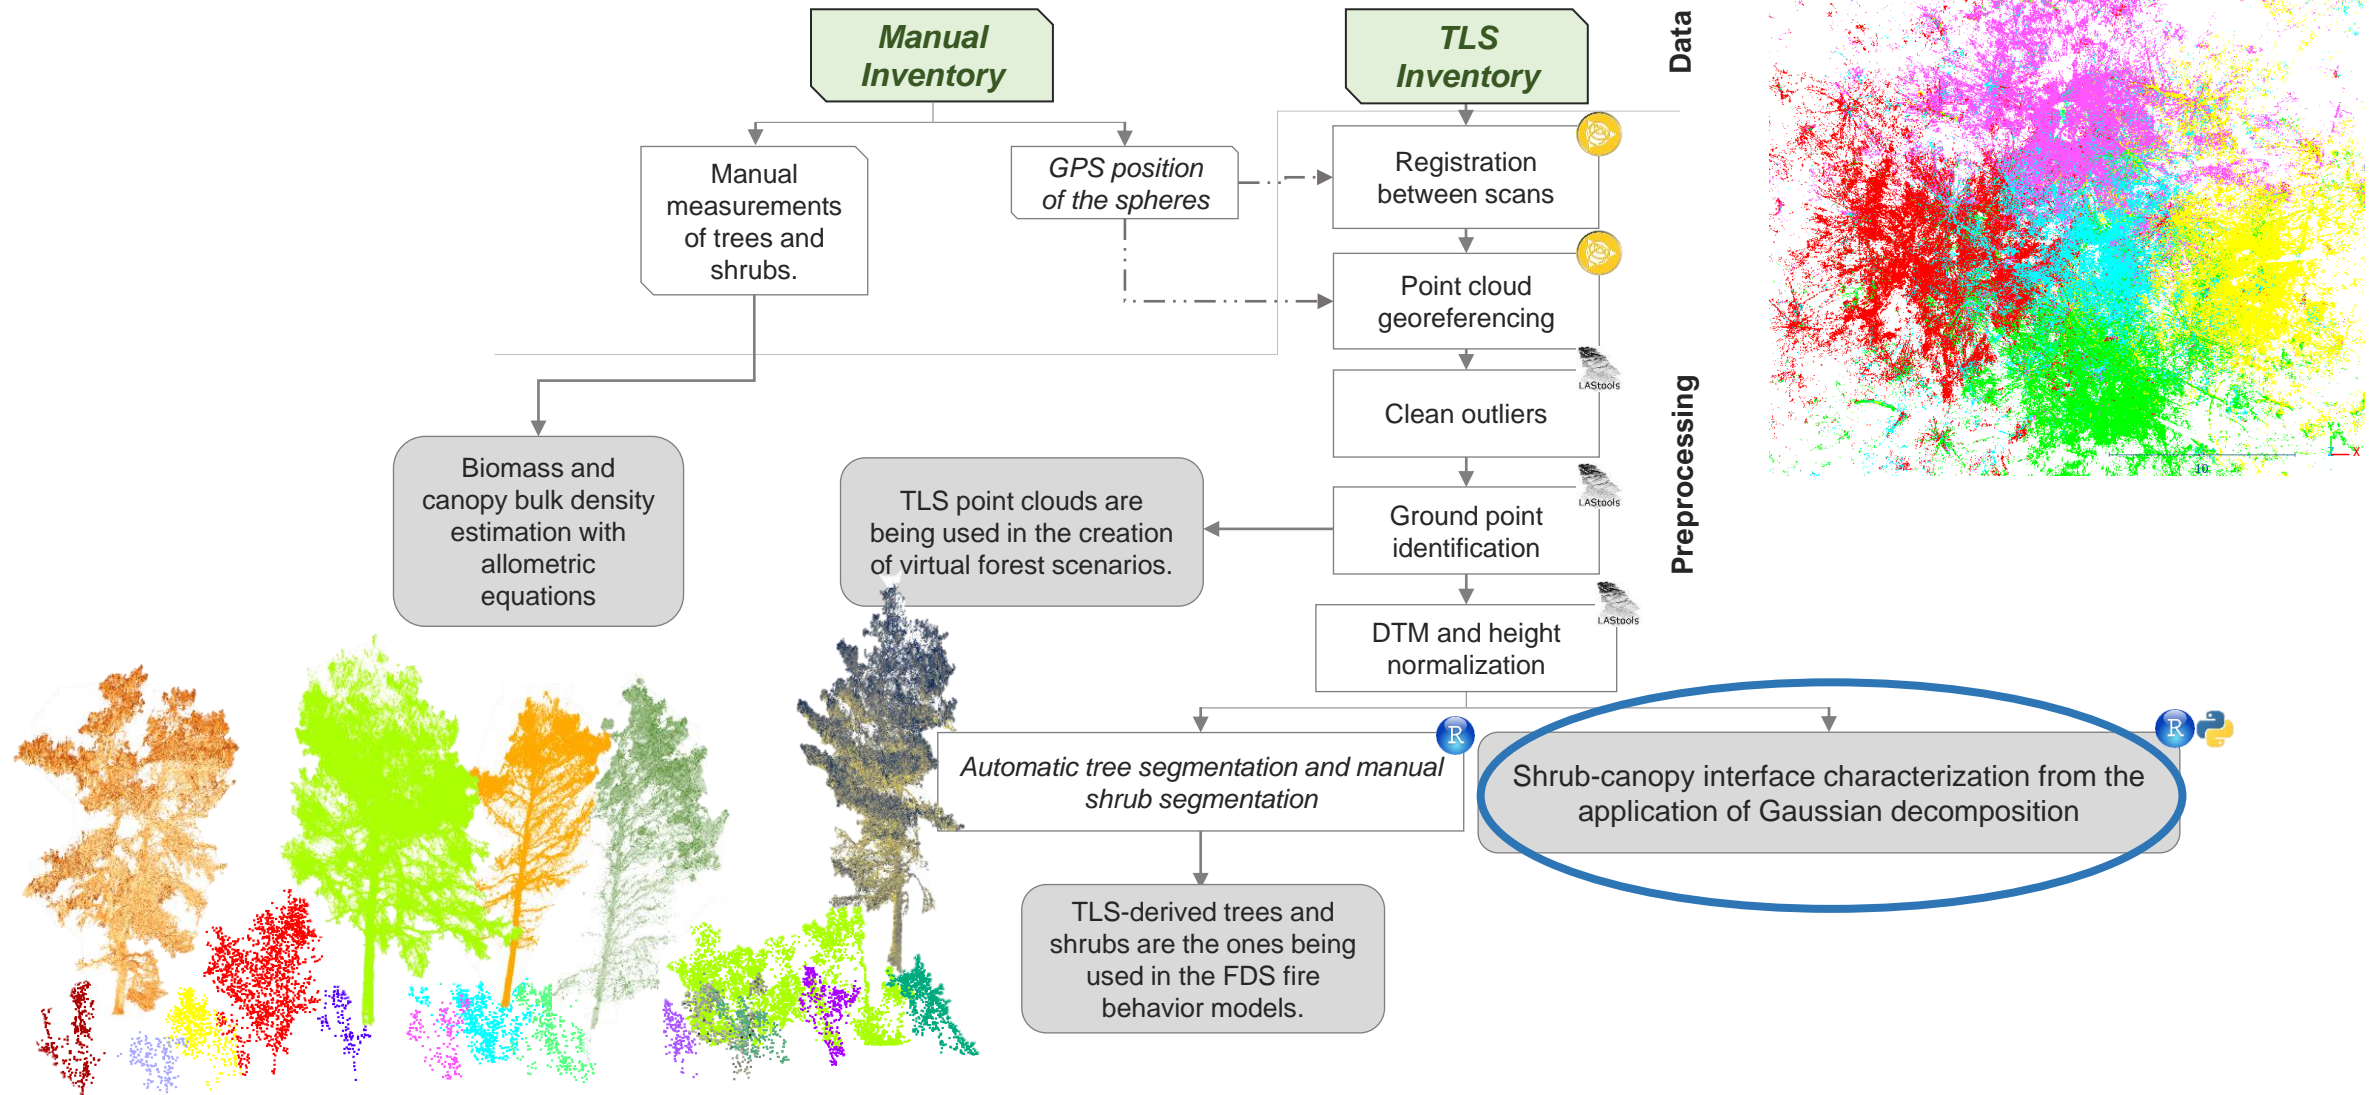 Manual
Inventory
TLS
Inventory
Data
Manual
measurements
of trees and
shrubs.
GPS position
of the spheres
Registration
between scans
Point cloud
georeferencing
LAStools
Clean outliers
Preprocessing
Biomass and
canopy bulk density
estimation with
allometric
equations
TLS point clouds are
being used in the creation
of virtual forest scenarios.
LAStools
Ground point
identification
10
Z
X
LAStools
DTM and height
normalization
R
Automatic tree segmentation and manual
shrub segmentation
R
Shrub-canopy interface characterization from the
application of Gaussian decomposition
TLS-derived trees and
shrubs are the ones being
used in the FDS fire
behavior models.